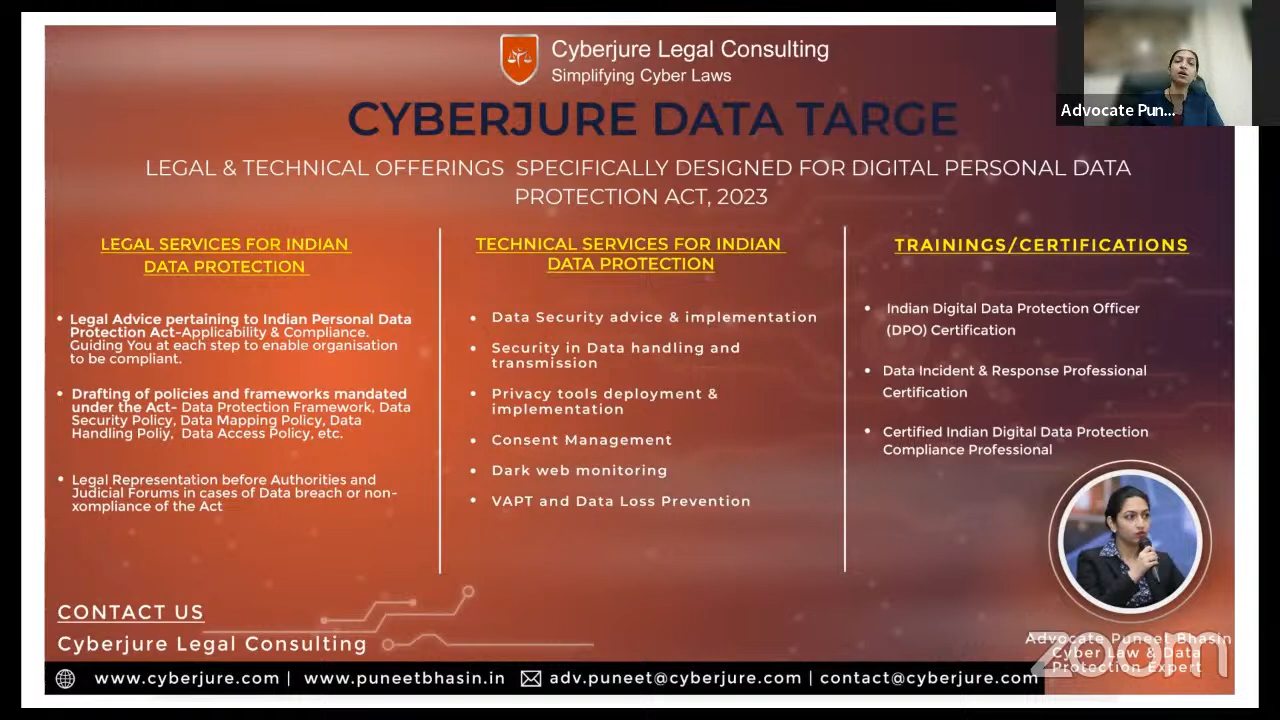 Cyberjure Legal Consulting
Simplifying Cyber Laws
Advocate Pun...
CYBERJURE DATA TARGE
LEGAL & TECHNICAL OFFERINGS SPECIFICALLY DESIGNED FOR DIGITAL PERSONAL DATA
PROTECTION ACT, 2023
LEGAL SERVICES FOR INDIAN
DATA PROTECTION
• Legal Advice pertaining to Indian Personal Data
Protection Act-Applicability & Compliance.
Guiding You at each step to enable organisation
to be compliant.
• Drafting of policies and frameworks mandated
under the Act- Data Protection Framework, Data
Security Policy, Data Mapping Policy, Data
Handling Poliy, Data Access Policy, etc.
• Legal Representation before Authorities and
Judicial Forums in cases of Data breach or non-
xompliance of the Act
TECHNICAL SERVICES FOR INDIAN
DATA PROTECTION
• Data Security advice & implementation
• Security in Data handling and
transmission
• Privacy tools deployment &
implementation
• Consent Management
• Dark web monitoring
• VAPT and Data Loss Prevention
TRAININGS/CERTIFICATIONS
• Indian Digital Data Protection Officer
(DPO) Certification
• Data Incident & Response Professional
Certification
• Certified Indian Digital Data Protection
Compliance Professional
Advocate Puneet Bhasin
Cyber Law & Data
Protection Expert
zoom
CONTACT US
Cyberjure Legal Consulting
www.cyberjure.com | www.puneetbhasin.in adv.puneet@cyberjure.com | contact@cyberjure.com